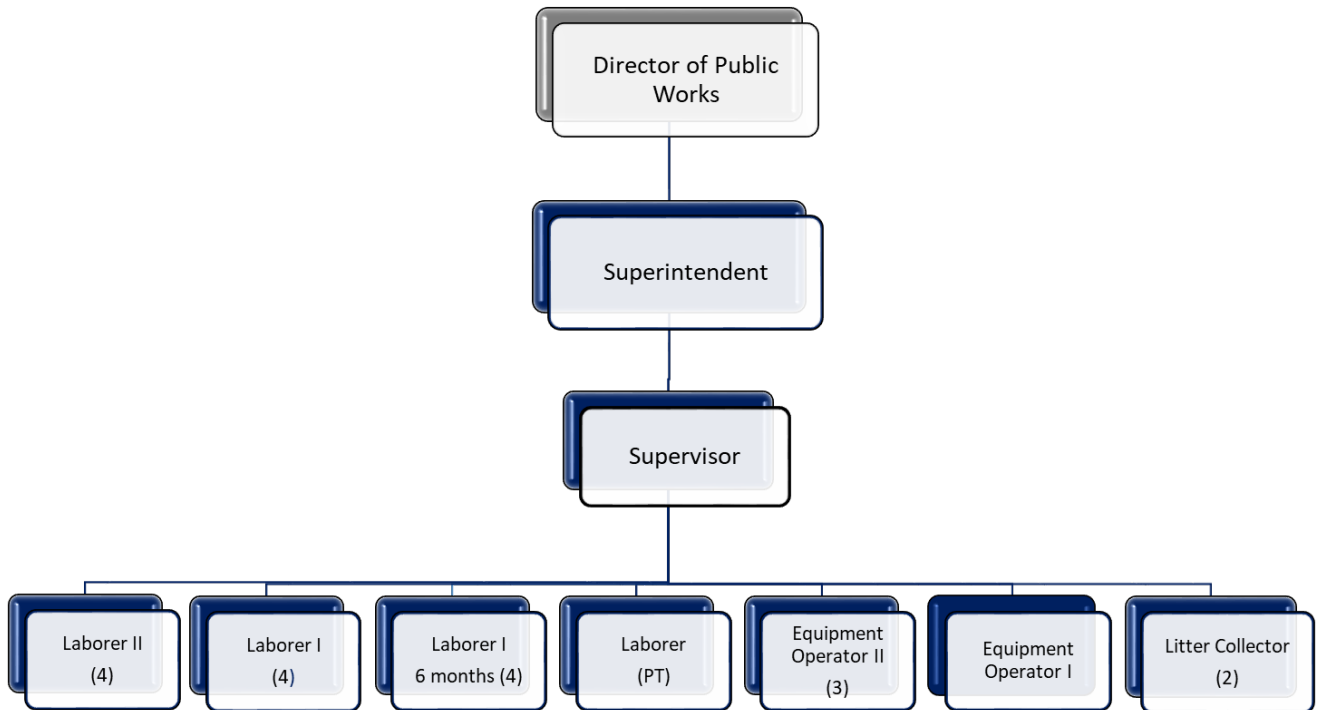 Director of Public
Works
Superintendent
Supervisor
Laborer II
(4)
Laborer I
(4)
Laborer I
6 months (4)
Laborer
(PT)
Equipment
Operator II
(3)
Equipment
Operator I
Litter Collector
(2)